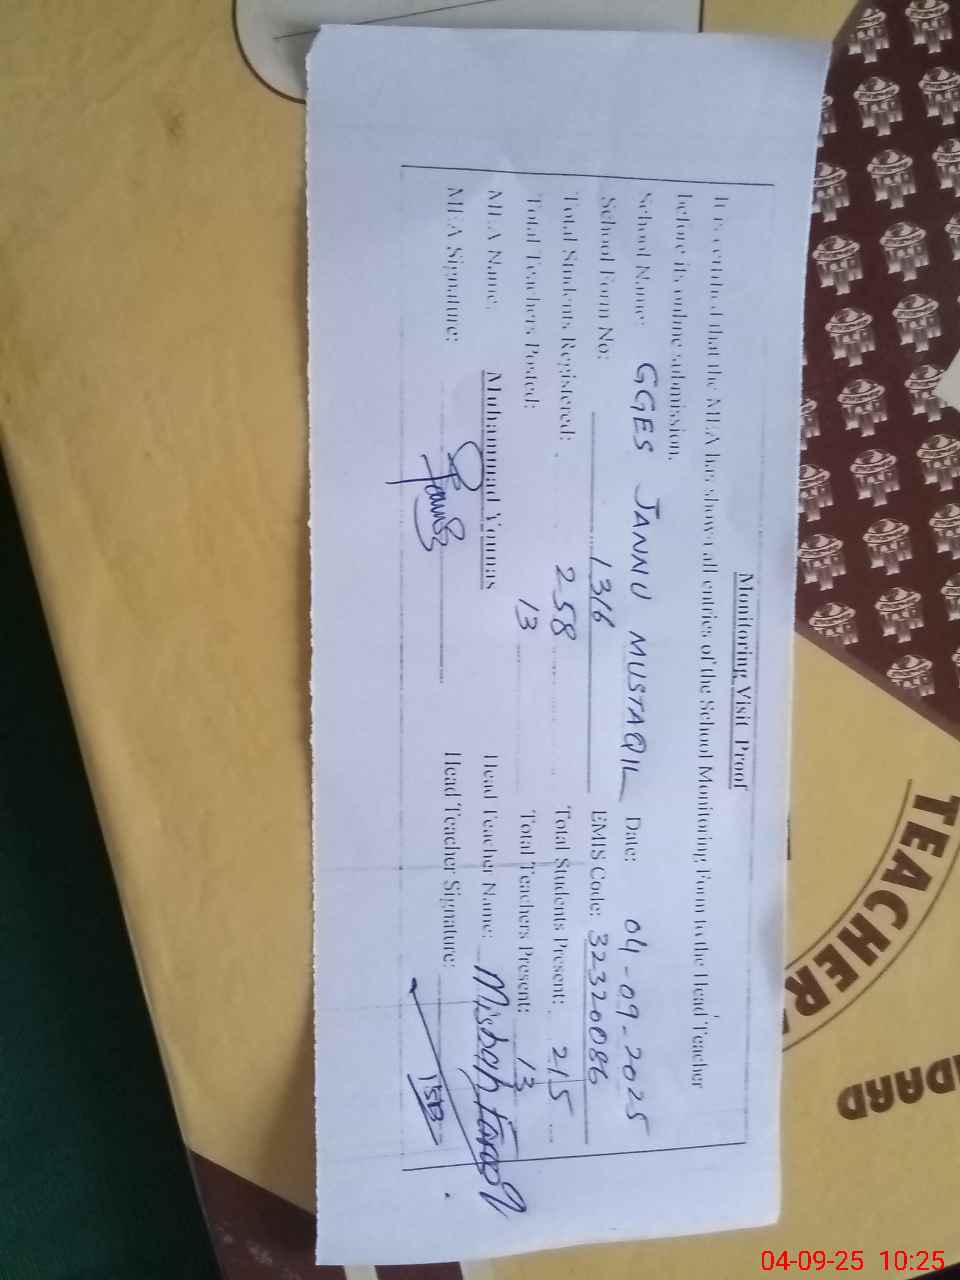 Monitoring Visit Proof
It is certified that the MEA has shown all entries of the School Monitoring Form to the Head Teacher
before its online submission.
School Name: GGES JANNU MUSTAQIL Date: 04-09-2025
School Form No: 1316 EMIS Code: 32320086
Total Students Registered: 258 Total Students Present: 215
Total Teachers Posted: 13 Total Teachers Present: 13
MEA Name: Muhammad Younas Head Teacher Name: Misbah Farooq
MEA Signature: Head Teacher Signature:
TEACHER
DARD
04-09-25 10:25